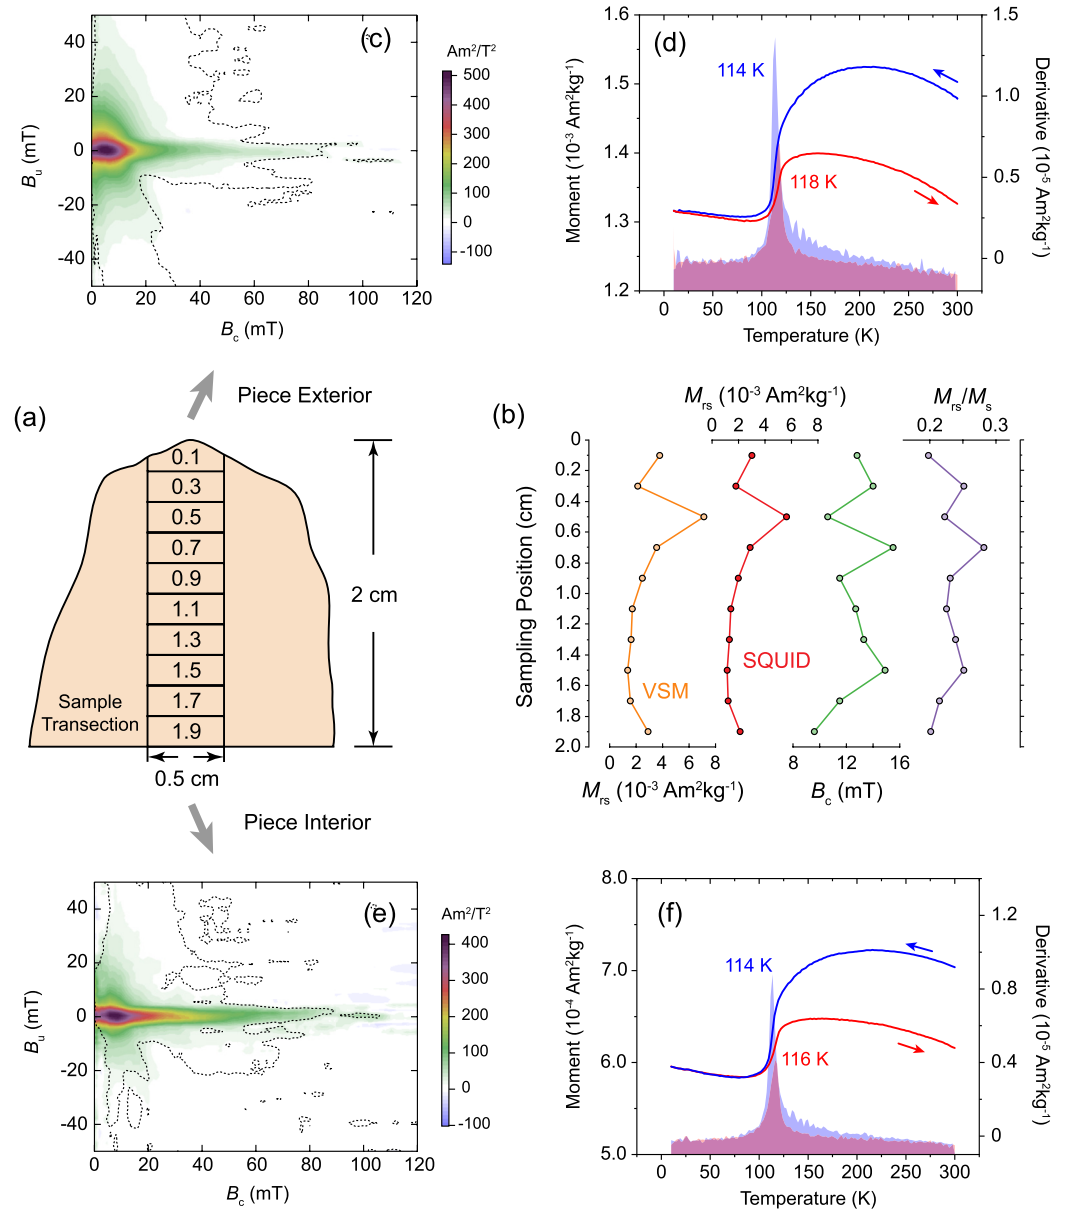 (c)
Am²/T²
500
400
300
200
100
0
-100
40
20
0
-20
-40
Bu (mT)
0 20 40 60 80 100 120
Bc (mT)
(d)
1.6
1.5
1.4
1.3
1.2
Moment (10⁻³ Am²kg⁻¹)
114 K
118 K
1.5
1.0
0.5
0
Derivative (10⁻⁵ Am²kg⁻¹)
0 50 100 150 200 250 300
Temperature (K)
Piece Exterior
(a)
0.1
0.3
0.5
0.7
0.9
1.1
1.3
1.5
1.7
1.9
2 cm
Sample
Transection
0.5 cm
Piece Interior
(b)
Mrs (10⁻³ Am²kg⁻¹)
0 2 4 6 8
Mrs/Ms
0.2 0.3
0
0.2
0.4
0.6
0.8
1.0
1.2
1.4
1.6
1.8
2.0
Sampling Position (cm)
SQUID
VSM
0 2 4 6 8
Mrs (10⁻³ Am²kg⁻¹)
8 12 16
Bc (mT)
(e)
Am²/T²
400
300
200
100
0
-100
40
20
0
-20
-40
Bu (mT)
0 20 40 60 80 100 120
Bc (mT)
(f)
8.0
7.0
6.0
5.0
Moment (10⁻⁴ Am²kg⁻¹)
114 K
116 K
1.2
0.8
0.4
0
Derivative (10⁻⁵ Am²kg⁻¹)
0 50 100 150 200 250 300
Temperature (K)